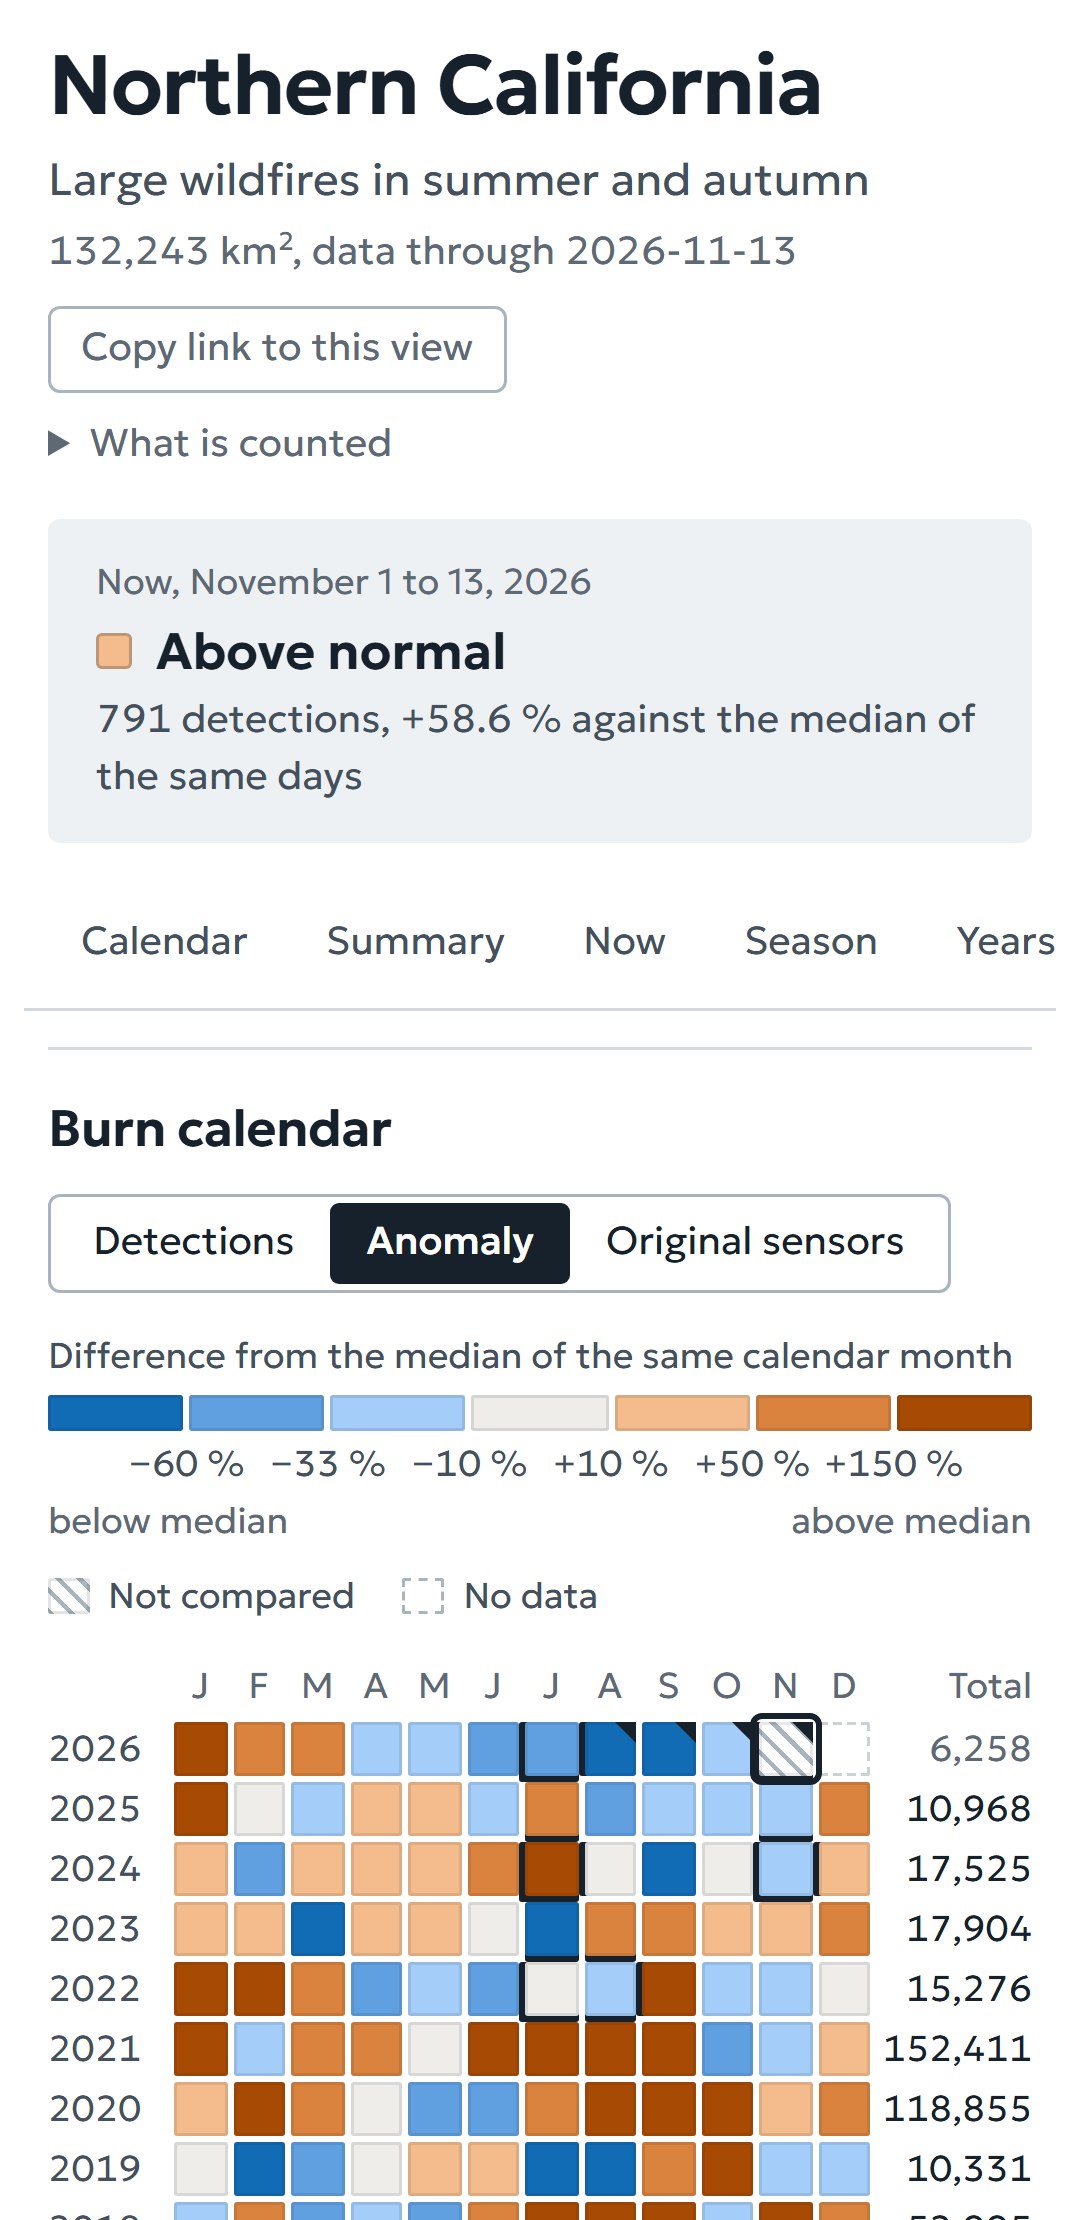 Northern California
Large wildfires in summer and autumn
132,243 km², data through 2026-11-13
Copy link to this view
What is counted
Now, November 1 to 13, 2026
Above normal
791 detections, +58.6 % against the median of
the same days
Calendar Summary Now Season Years
Burn calendar
Detections Anomaly Original sensors
Difference from the median of the same calendar month
−60 % −33 % −10 % +10 % +50 % +150 %
below median above median
Not compared No data
J F M A M J J A S O N D Total
2026 6,258
2025 10,968
2024 17,525
2023 17,904
2022 15,276
2021 152,411
2020 118,855
2019 10,331